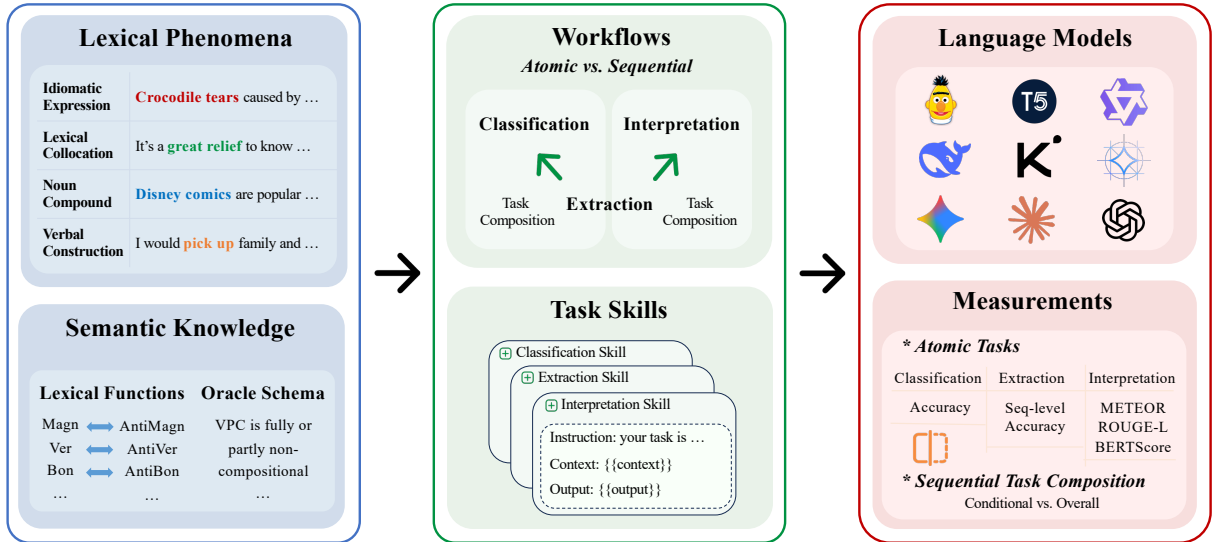 Lexical Phenomena
Idiomatic
Expression
Crocodile tears caused by …
Lexical
Collocation
It's a great relief to know …
Noun
Compound
Disney comics are popular …
Verbal
Construction
I would pick up family and …
Semantic Knowledge
Lexical Functions
Magn AntiMagn
Ver AntiVer
Bon AntiBon
… …
Oracle Schema
VPC is fully or
partly non-
compositional
…
Workflows
Atomic vs. Sequential
Classification
Interpretation
Task
Composition
Extraction
Task
Composition
Task Skills
Classification Skill
Extraction Skill
Interpretation Skill
Instruction: your task is …
Context: {{context}}
Output: {{output}}
Language Models
T5
K
Measurements
* Atomic Tasks
Classification Extraction Interpretation
Accuracy
Seq-level
Accuracy
METEOR
ROUGE-L
BERTScore
* Sequential Task Composition
Conditional vs. Overall